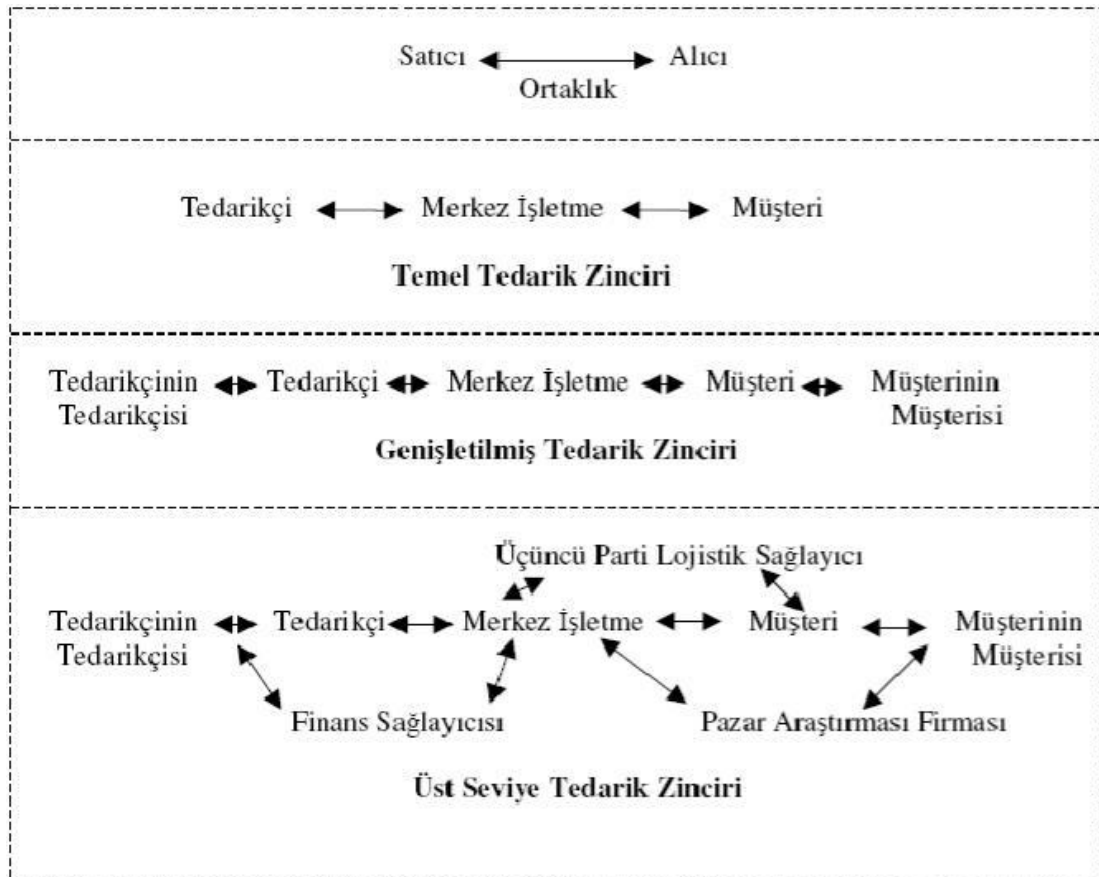 Satıcı Alıcı
Ortaklık
Tedarikçi Merkez İşletme Müşteri
Temel Tedarik Zinciri
Tedarikçinin Tedarikçi Merkez İşletme Müşteri Müşterinin
Tedarikçisi Müşterisi
Genişletilmiş Tedarik Zinciri
Üçüncü Parti Lojistik Sağlayıcı
Tedarikçinin Tedarikçi Merkez İşletme Müşteri Müşterinin
Tedarikçisi Müşterisi
Finans Sağlayıcısı Pazar Araştırması Firması
Üst Seviye Tedarik Zinciri